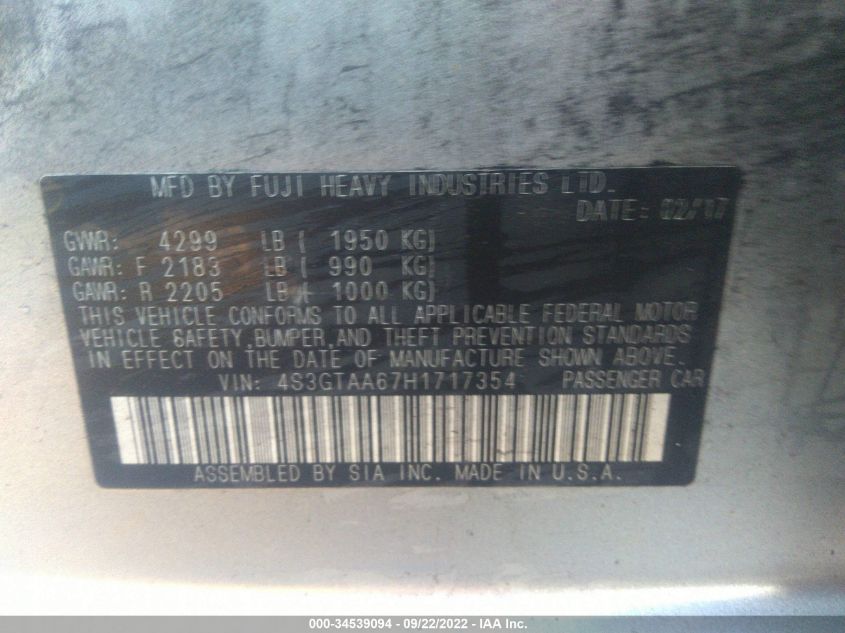 MFD BY FUJI HEAVY INDUSTRIES LTD.
DATE: 02/17
GVWR: 4299 LB ( 1950 KG)
GAWR: F 2183 LB ( 990 KG)
GAWR: R 2205 LB ( 1000 KG)
THIS VEHICLE CONFORMS TO ALL APPLICABLE FEDERAL MOTOR
VEHICLE SAFETY, BUMPER, AND THEFT PREVENTION STANDARDS
IN EFFECT ON THE DATE OF MANUFACTURE SHOWN ABOVE.
VIN: 4S3GTAA67H1717354 PASSENGER CAR
ASSEMBLED BY SIA INC. MADE IN U.S.A.
000-34539094 - 09/22/2022 - IAA Inc.